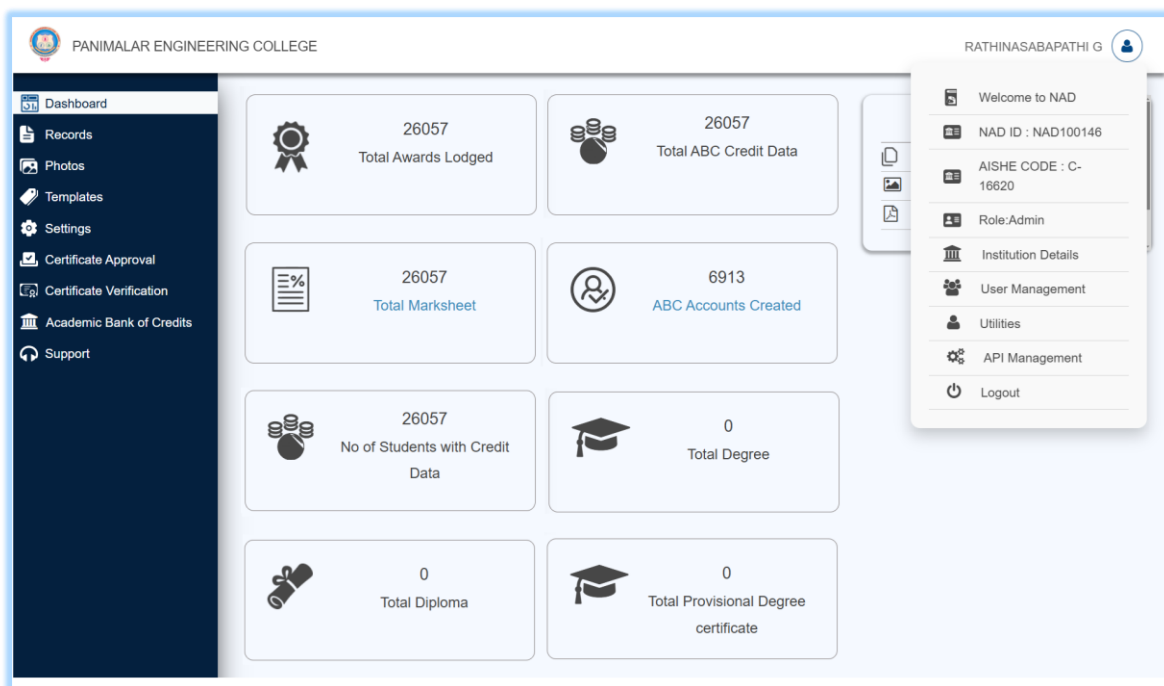 PANIMALAR ENGINEERING COLLEGE
RATHINASABAPATHI G
Dashboard
Records
Photos
Templates
Settings
Certificate Approval
Certificate Verification
Academic Bank of Credits
Support
26057
Total Awards Lodged
26057
Total ABC Credit Data
26057
Total Marksheet
6913
ABC Accounts Created
26057
No of Students with Credit
Data
0
Total Degree
0
Total Diploma
0
Total Provisional Degree
certificate
Welcome to NAD
NAD ID : NAD100146
AISHE CODE : C-
16620
Role:Admin
Institution Details
User Management
Utilities
API Management
Logout